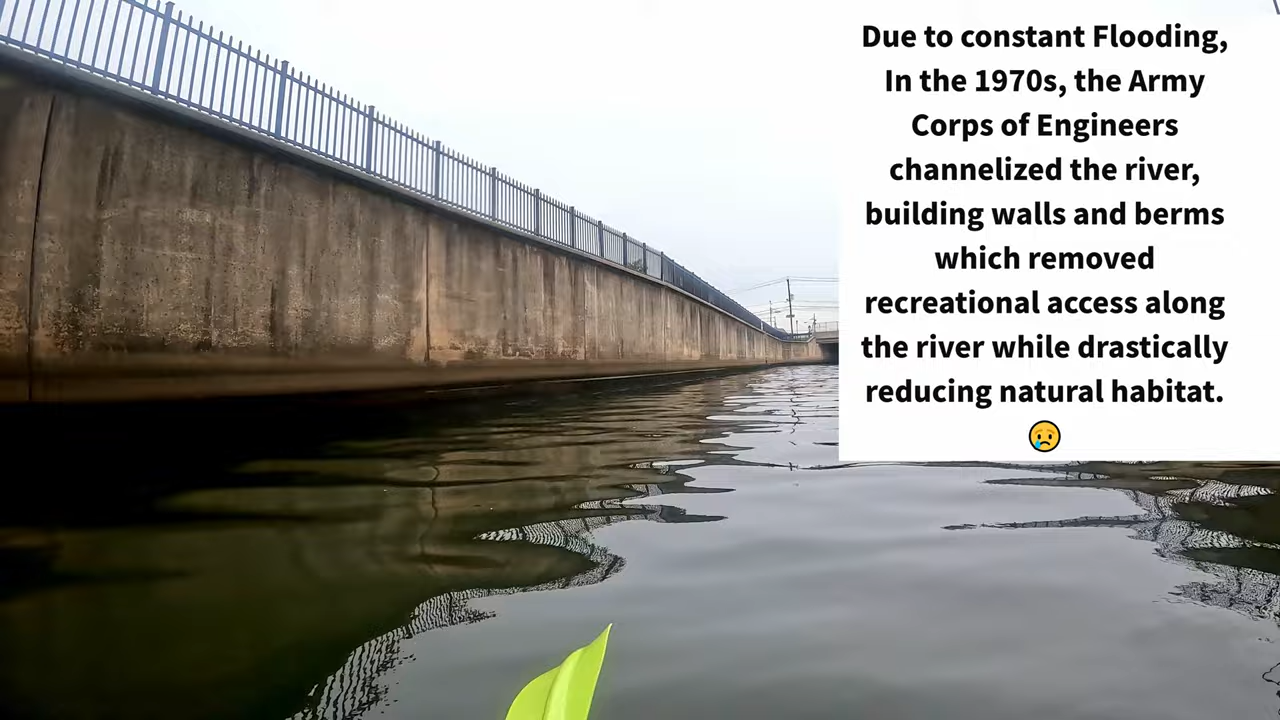 Due to constant Flooding,
In the 1970s, the Army
Corps of Engineers
channelized the river,
building walls and berms
which removed
recreational access along
the river while drastically
reducing natural habitat.
😢